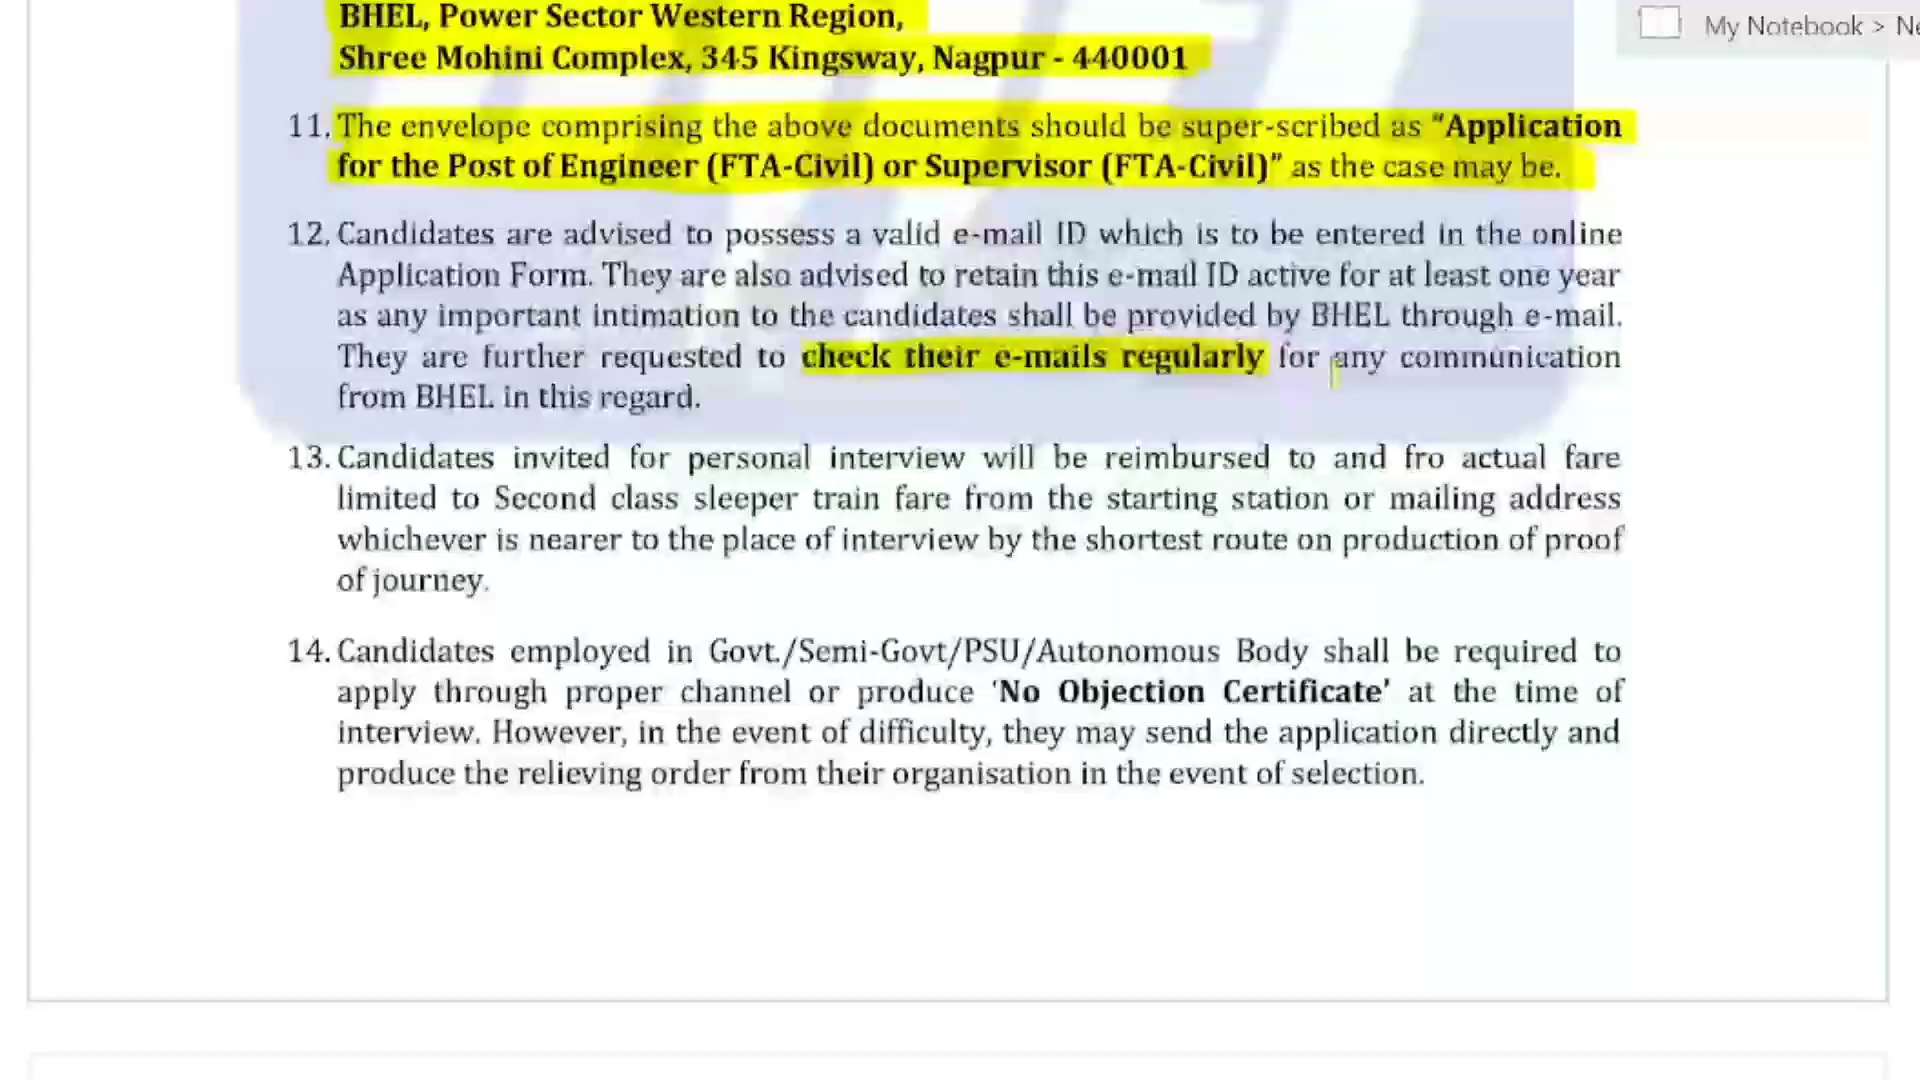 BHEL, Power Sector Western Region,
Shree Mohini Complex, 345 Kingsway, Nagpur - 440001
My Notebook > Ne
11. The envelope comprising the above documents should be super-scribed as "Application
for the Post of Engineer (FTA-Civil) or Supervisor (FTA-Civil)" as the case may be.
12. Candidates are advised to possess a valid e-mail ID which is to be entered in the online
Application Form. They are also advised to retain this e-mail ID active for at least one year
as any important intimation to the candidates shall be provided by BHEL through e-mail.
They are further requested to check their e-mails regularly for any communication
from BHEL in this regard.
13. Candidates invited for personal interview will be reimbursed to and fro actual fare
limited to Second class sleeper train fare from the starting station or mailing address
whichever is nearer to the place of interview by the shortest route on production of proof
of journey.
14. Candidates employed in Govt./Semi-Govt/PSU/Autonomous Body shall be required to
apply through proper channel or produce 'No Objection Certificate' at the time of
interview. However, in the event of difficulty, they may send the application directly and
produce the relieving order from their organisation in the event of selection.